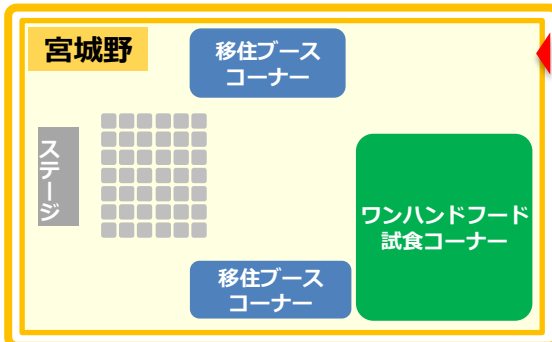 宮城野
移住ブース
コーナー
ステージ
ワンハンドフード
試食コーナー
移住ブース
コーナー